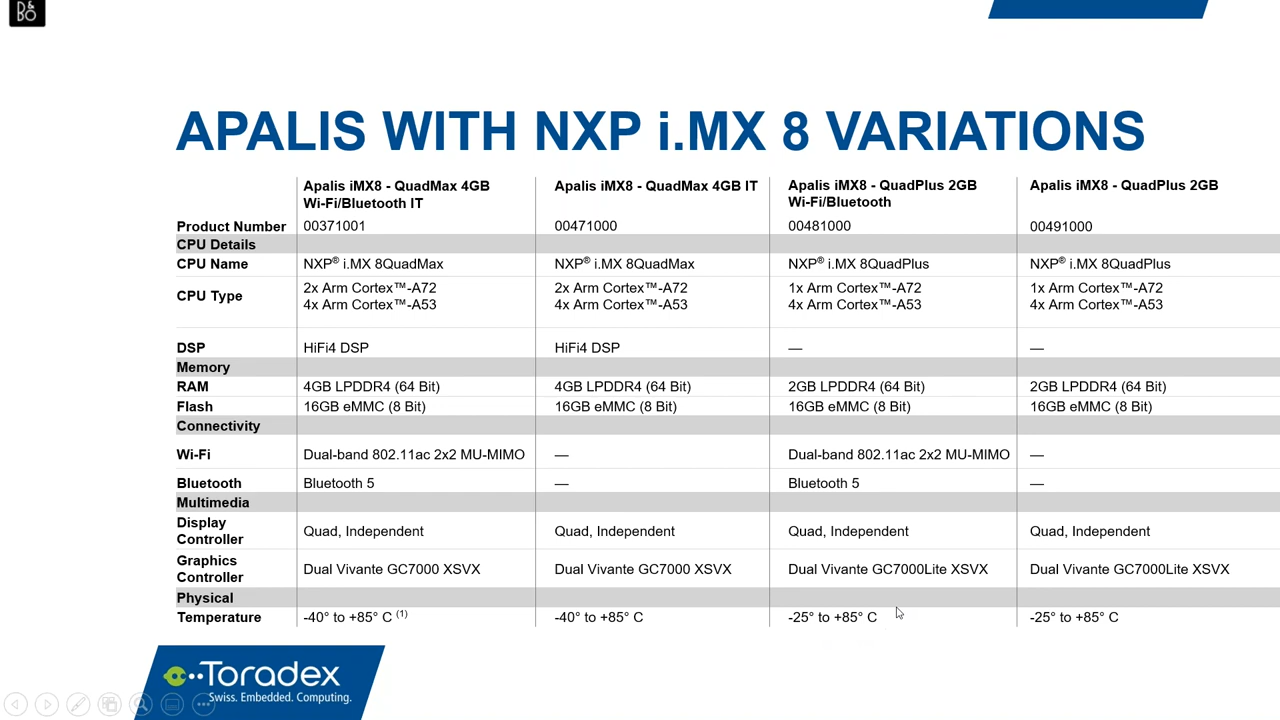 B&O
APALIS WITH NXP i.MX 8 VARIATIONS
Apalis iMX8 - QuadMax 4GB Wi-Fi/Bluetooth IT Apalis iMX8 - QuadMax 4GB IT Apalis iMX8 - QuadPlus 2GB Wi-Fi/Bluetooth Apalis iMX8 - QuadPlus 2GB
Product Number 00371001 00471000 00481000 00491000
CPU Details
CPU Name NXP® i.MX 8QuadMax NXP® i.MX 8QuadMax NXP® i.MX 8QuadPlus NXP® i.MX 8QuadPlus
CPU Type 2x Arm Cortex™-A72 4x Arm Cortex™-A53 2x Arm Cortex™-A72 4x Arm Cortex™-A53 1x Arm Cortex™-A72 4x Arm Cortex™-A53 1x Arm Cortex™-A72 4x Arm Cortex™-A53
DSP HiFi4 DSP HiFi4 DSP — —
Memory
RAM 4GB LPDDR4 (64 Bit) 4GB LPDDR4 (64 Bit) 2GB LPDDR4 (64 Bit) 2GB LPDDR4 (64 Bit)
Flash 16GB eMMC (8 Bit) 16GB eMMC (8 Bit) 16GB eMMC (8 Bit) 16GB eMMC (8 Bit)
Connectivity
Wi-Fi Dual-band 802.11ac 2x2 MU-MIMO — Dual-band 802.11ac 2x2 MU-MIMO —
Bluetooth Bluetooth 5 — Bluetooth 5 —
Multimedia
Display Controller Quad, Independent Quad, Independent Quad, Independent Quad, Independent
Graphics Controller Dual Vivante GC7000 XSVX Dual Vivante GC7000 XSVX Dual Vivante GC7000Lite XSVX Dual Vivante GC7000Lite XSVX
Physical
Temperature -40° to +85° C (1) -40° to +85° C -25° to +85° C -25° to +85° C
Toradex
Swiss. Embedded. Computing.